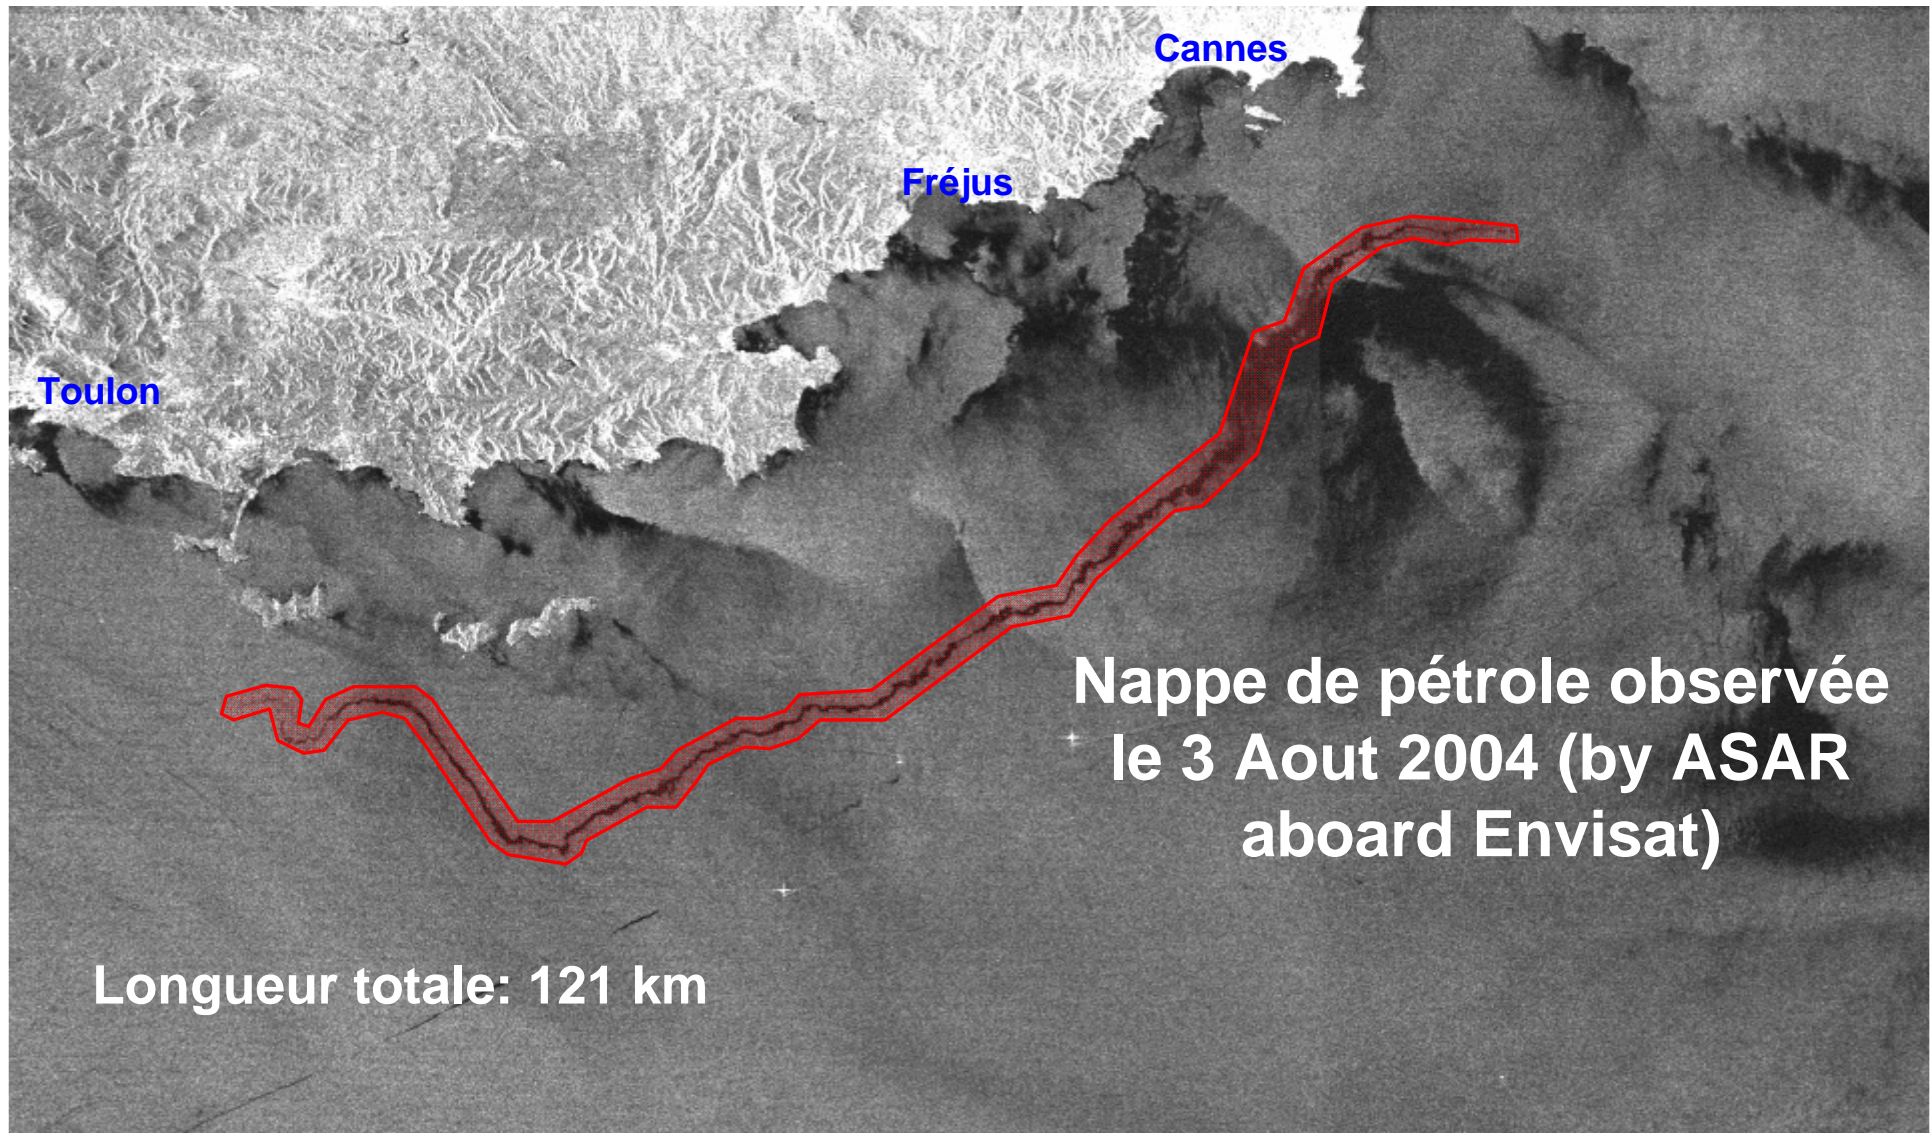 Cannes
Fréjus
Toulon
Nappe de pétrole observée
le 3 Aout 2004 (by ASAR
aboard Envisat)
Longueur totale: 121 km